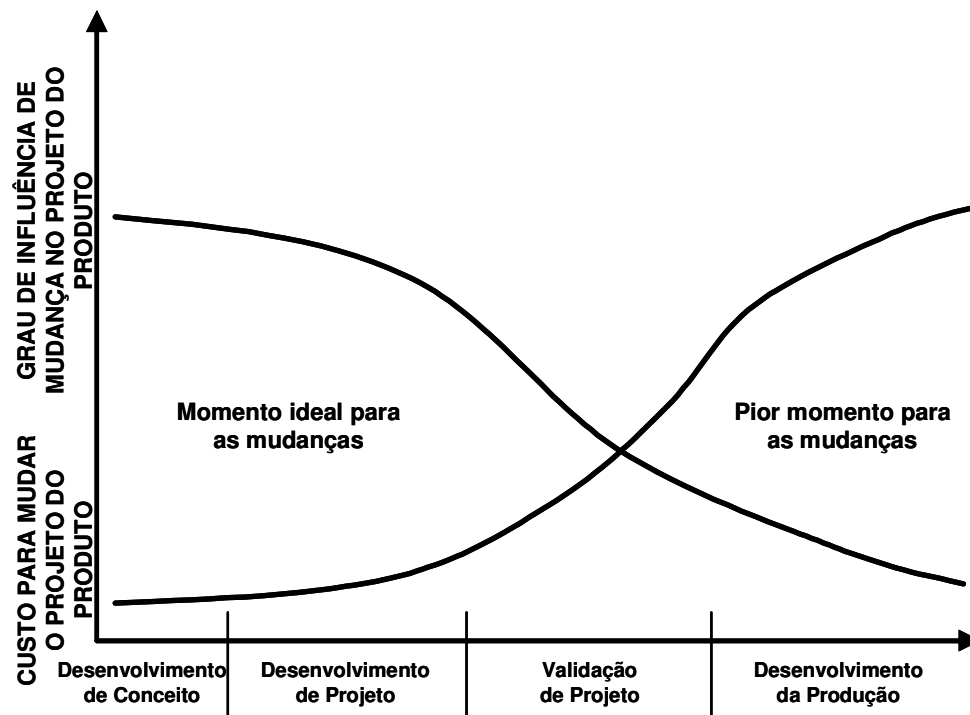 GRAU DE INFLUÊNCIA DE
MUDANÇA NO PROJETO DO
PRODUTO
CUSTO PARA MUDAR
O PROJETO DO
PRODUTO
Momento ideal para
as mudanças
Pior momento para
as mudanças
Desenvolvimento
de Conceito
Desenvolvimento
de Projeto
Validação
de Projeto
Desenvolvimento
da Produção